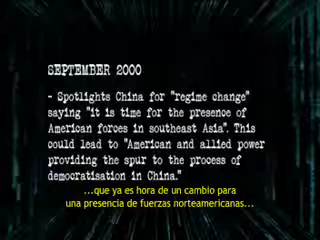 SEPTEMBER 2000
- Spotlights China for "regime change"
saying "it is time for the presence of
American forces in southeast Asia". This
could lead to "American and allied power
providing the spur to the process of
democratisation in China."
...que ya es hora de un cambio para
una presencia de fuerzas norteamericanas...